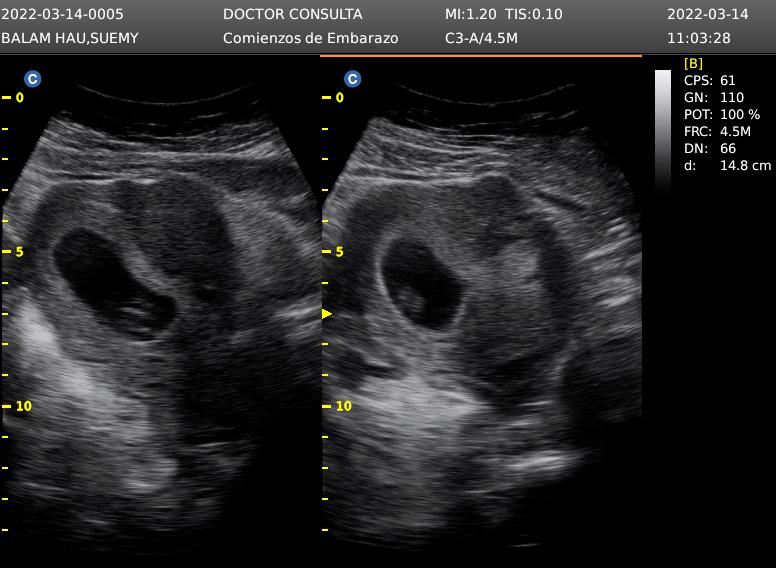 2022-03-14-0005 DOCTOR CONSULTA MI:1.20 TIS:0.10 2022-03-14
BALAM HAU,SUEMY Comienzos de Embarazo C3-A/4.5M 11:03:28
[B]
C C
CPS: 61
0 0
GN: 110
POT: 100 %
FRC: 4.5M
DN: 66
d: 14.8 cm
5 5
10 10